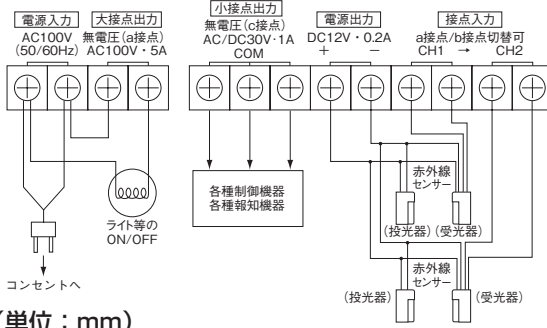 電源入力
AC100V
(50/60Hz)
大接点出力
無電圧(a接点)
AC100V・5A
小接点出力
無電圧(c接点)
AC/DC30V・1A
COM
電源出力
DC12V・0.2A
+ −
接点入力
a接点/b接点切替可
CH1 → CH2
各種制御機器
各種報知機器
ライト等の
ON/OFF
コンセントへ
赤外線
センサー
(投光器)
(受光器)
赤外線
センサー
(投光器)
(受光器)
(単位:mm)